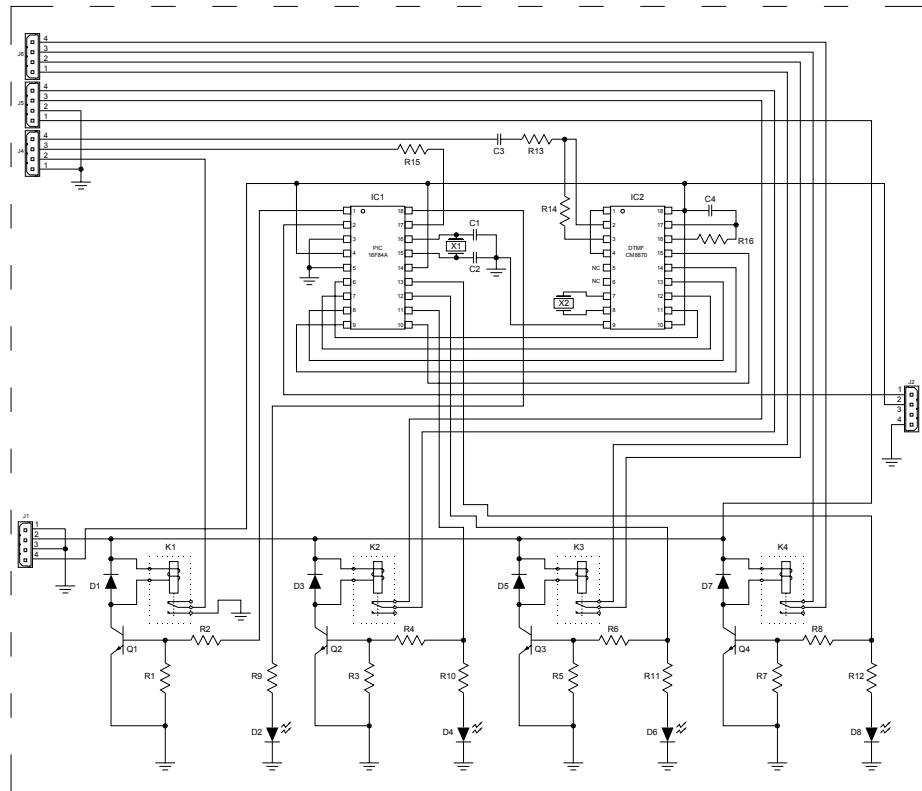 J6
4
3
2
1
J5
4
3
2
1
J4
4
3
2
1
C3
R13
R15
IC1
1
2
3
4
5
6
7
8
9
18
17
16
15
14
13
12
11
10
PIC
16F84A
C1
X1
C2
R14
IC2
1
2
3
4
5
6
7
8
9
18
17
16
15
14
13
12
11
10
DTMF
CM8870
NC
NC
X2
C4
R16
J2
1
2
3
4
J1
1
2
3
4
K1
K2
K3
K4
D1
D3
D5
D7
R2
R4
R6
R8
Q1
Q2
Q3
Q4
R1
R9
R3
R10
R5
R11
R7
R12
D2
D4
D6
D8